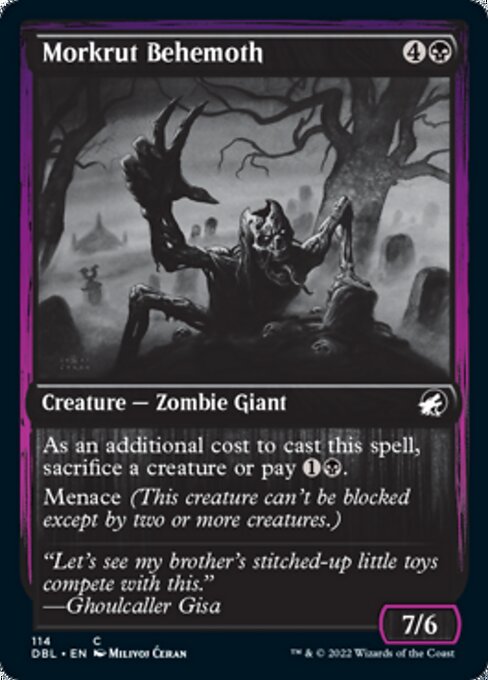 Morkrut Behemoth 4
Creature — Zombie Giant
As an additional cost to cast this spell,
sacrifice a creature or pay 1.
Menace (This creature can't be blocked
except by two or more creatures.)
“Let's see my brother's stitched-up little toys
compete with this.”
—Ghoulcaller Gisa
7/6
114 C
DBL • EN Milivoj Ćeran ™ & © 2022 Wizards of the Coast